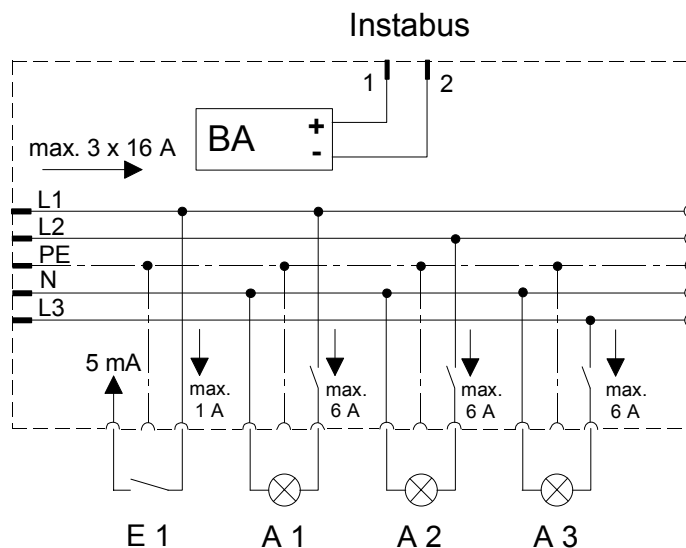 Instabus
1 2
BA + -
max. 3 x 16 A
L1
L2
PE
N
L3
5 mA
max. 1 A
max. 6 A
max. 6 A
max. 6 A
E 1 A 1 A 2 A 3